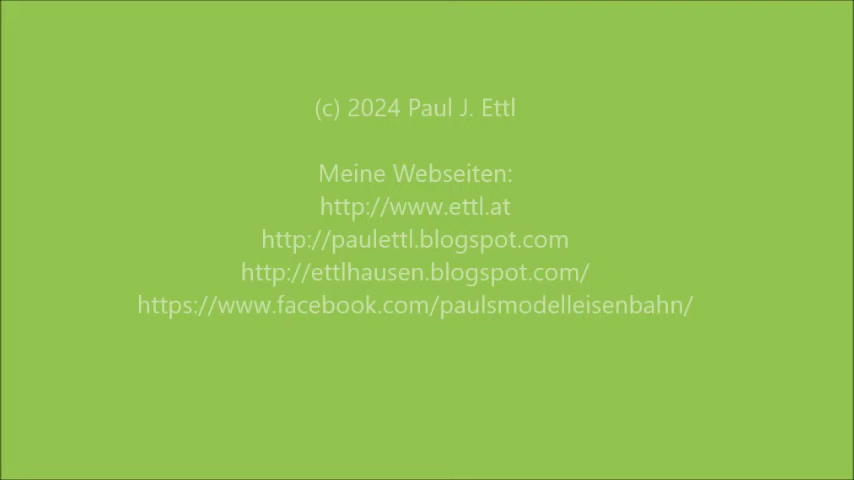 (c) 2024 Paul J. Ettl
Meine Webseiten:
http://www.ettl.at
http://paulettl.blogspot.com
http://ettlhausen.blogspot.com/
https://www.facebook.com/paulsmodelleisenbahn/